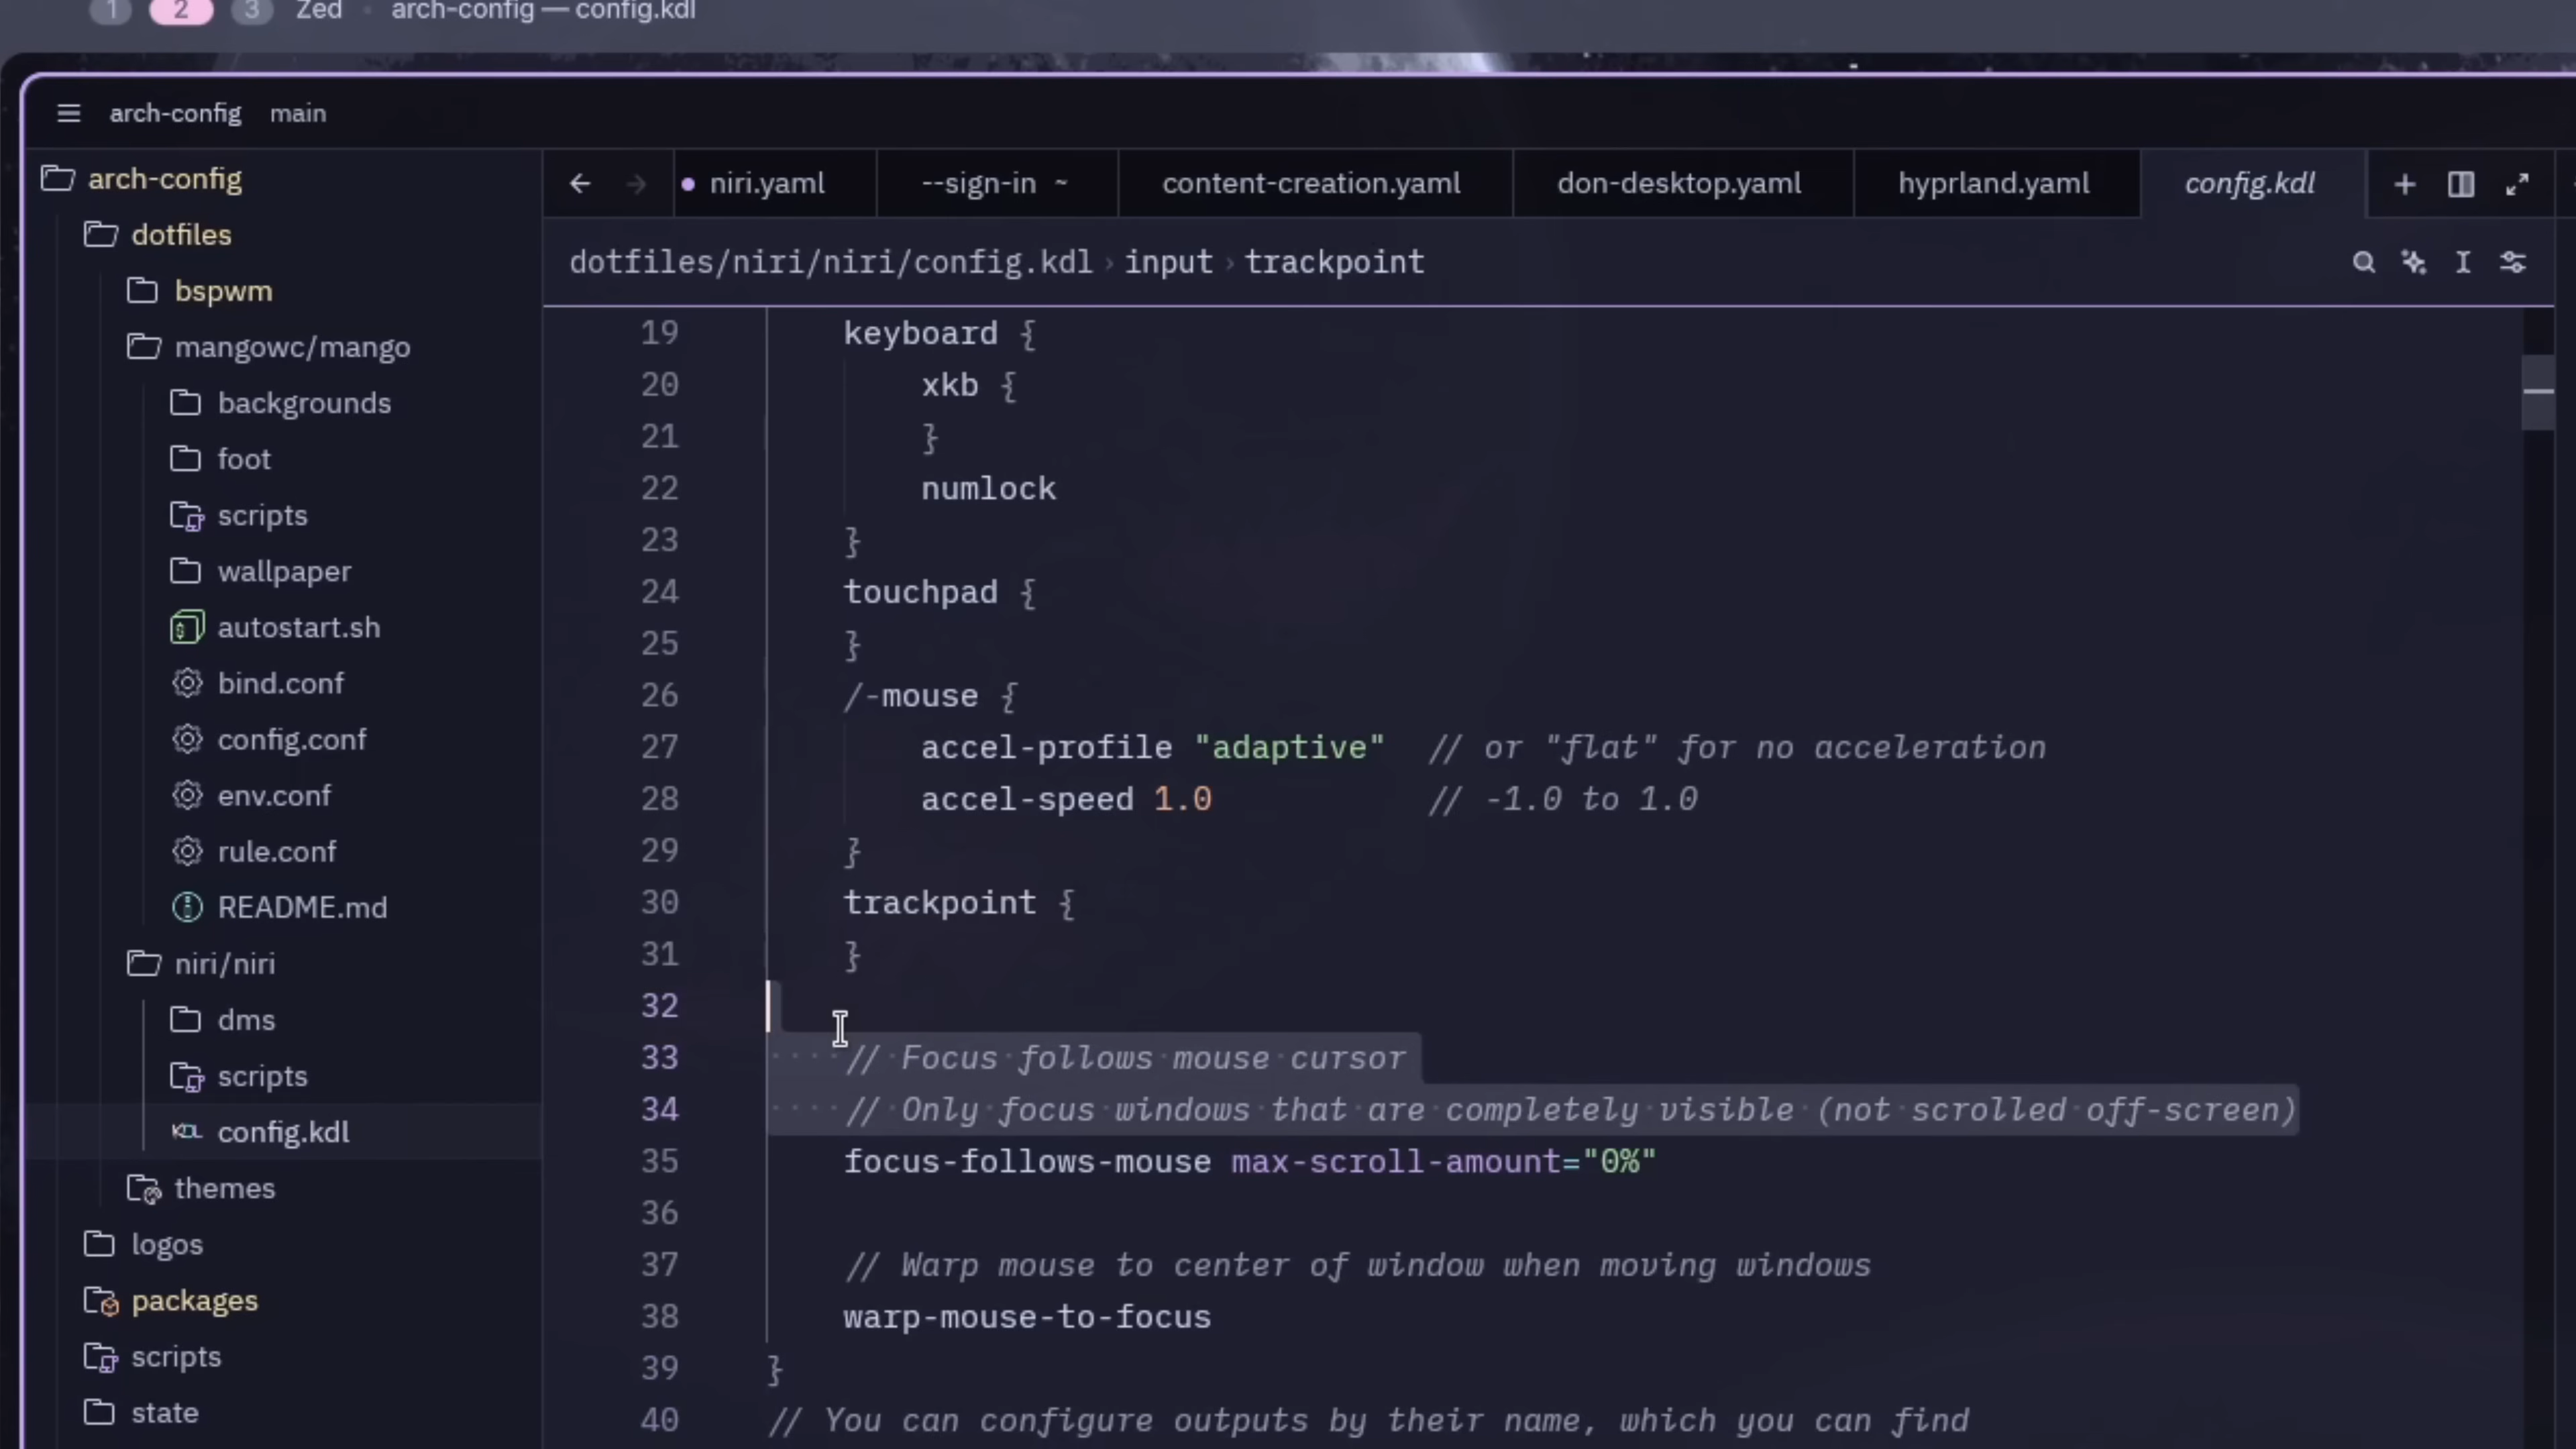 1 2 3 Zed · arch-config — config.kdl
arch-config main
arch-config
dotfiles
bspwm
mangowc/mango
backgrounds
foot
scripts
wallpaper
autostart.sh
bind.conf
config.conf
env.conf
rule.conf
README.md
niri/niri
dms
scripts
config.kdl
themes
logos
packages
scripts
state
niri.yaml --sign-in ~ content-creation.yaml don-desktop.yaml hyprland.yaml config.kdl
dotfiles/niri/niri/config.kdl › input › trackpoint
19 keyboard {
20 xkb {
21 }
22 numlock
23 }
24 touchpad {
25 }
26 /-mouse {
27 accel-profile "adaptive" // or "flat" for no acceleration
28 accel-speed 1.0 // -1.0 to 1.0
29 }
30 trackpoint {
31 }
32
33 // Focus follows mouse cursor
34 // Only focus windows that are completely visible (not scrolled off-screen)
35 focus-follows-mouse max-scroll-amount="0%"
36
37 // Warp mouse to center of window when moving windows
38 warp-mouse-to-focus
39 }
40 // You can configure outputs by their name, which you can find